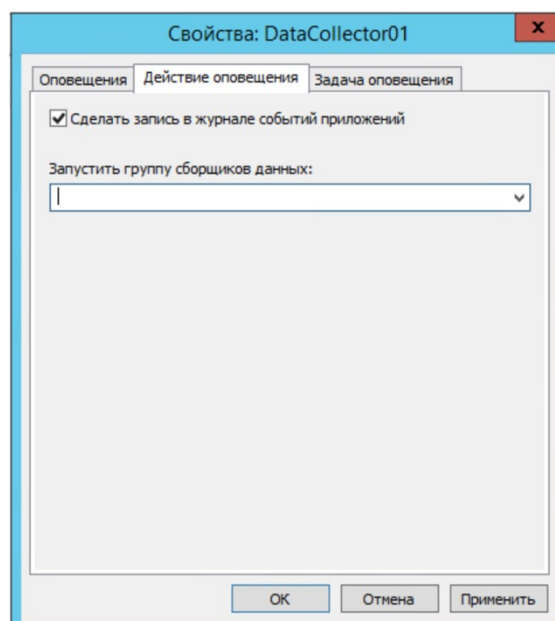 Свойства: DataCollector01
x
Оповещения Действие оповещения Задача оповещения
Сделать запись в журнале событий приложений
Запустить группу сборщиков данных:
ОК Отмена Применить